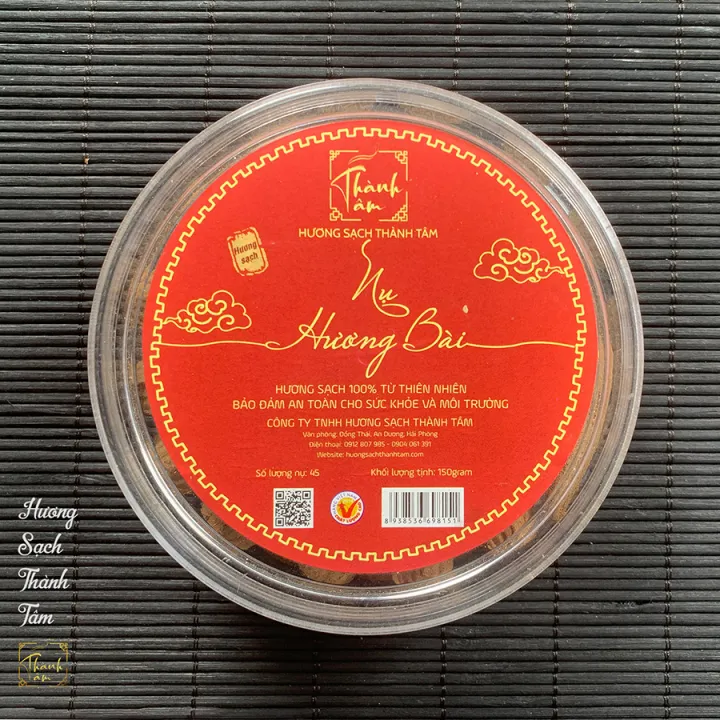 Thành
tâm
HƯƠNG SẠCH THÀNH TÂM
Hương
sạch
Nụ
Hương Bài
HƯƠNG SẠCH 100% TỪ THIÊN NHIÊN
BẢO ĐẢM AN TOÀN CHO SỨC KHỎE VÀ MÔI TRƯỜNG
CÔNG TY TNHH HƯƠNG SẠCH THÀNH TÂM
Văn phòng: Đồng Thái, An Dương, Hải Phòng
Điện thoại: 0912 807 985 - 0904 061 391
Website: huongsachthanhtam.com
Số lượng nụ: 45 Khối lượng tịnh: 150gram
8 938536 698151
Hương
Sạch
Thành
Tâm
Thành
tâm